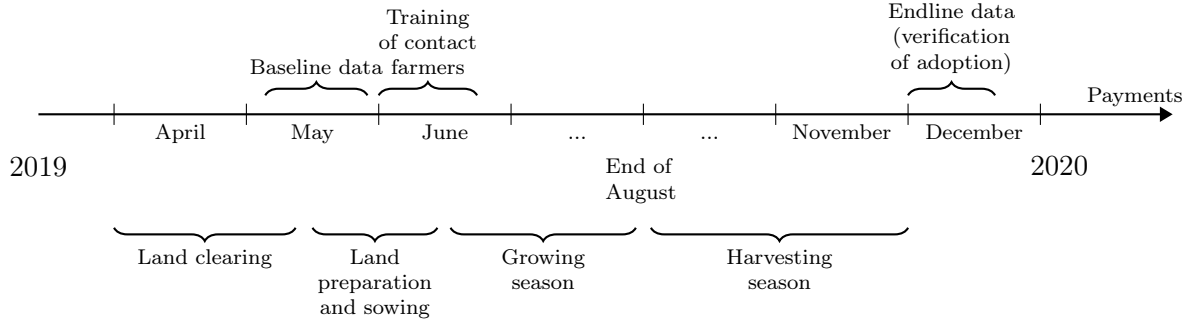 Training
of contact
Baseline data farmers
Endline data
(verification
of adoption)
Payments
April
May
June
...
...
November
December
2019
End of
August
2020
Land clearing
Land
preparation
and sowing
Growing
season
Harvesting
season